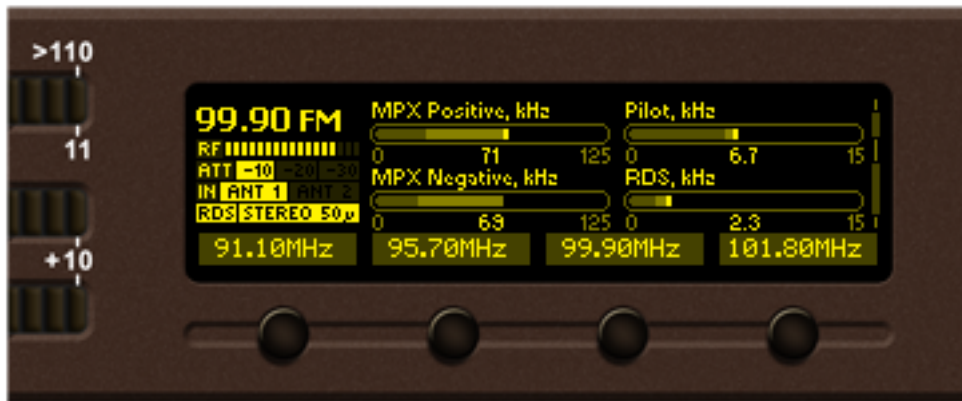 >110
11
+10
99.90 FM
RF
ATT -10 -20 -30
IN ANT 1 ANT 2
RDS STEREO 50μ
MPX Positive, kHz
0 71 125
MPX Negative, kHz
0 69 125
Pilot, kHz
0 6.7 15
RDS, kHz
0 2.3 15
91.10MHz 95.70MHz 99.90MHz 101.80MHz